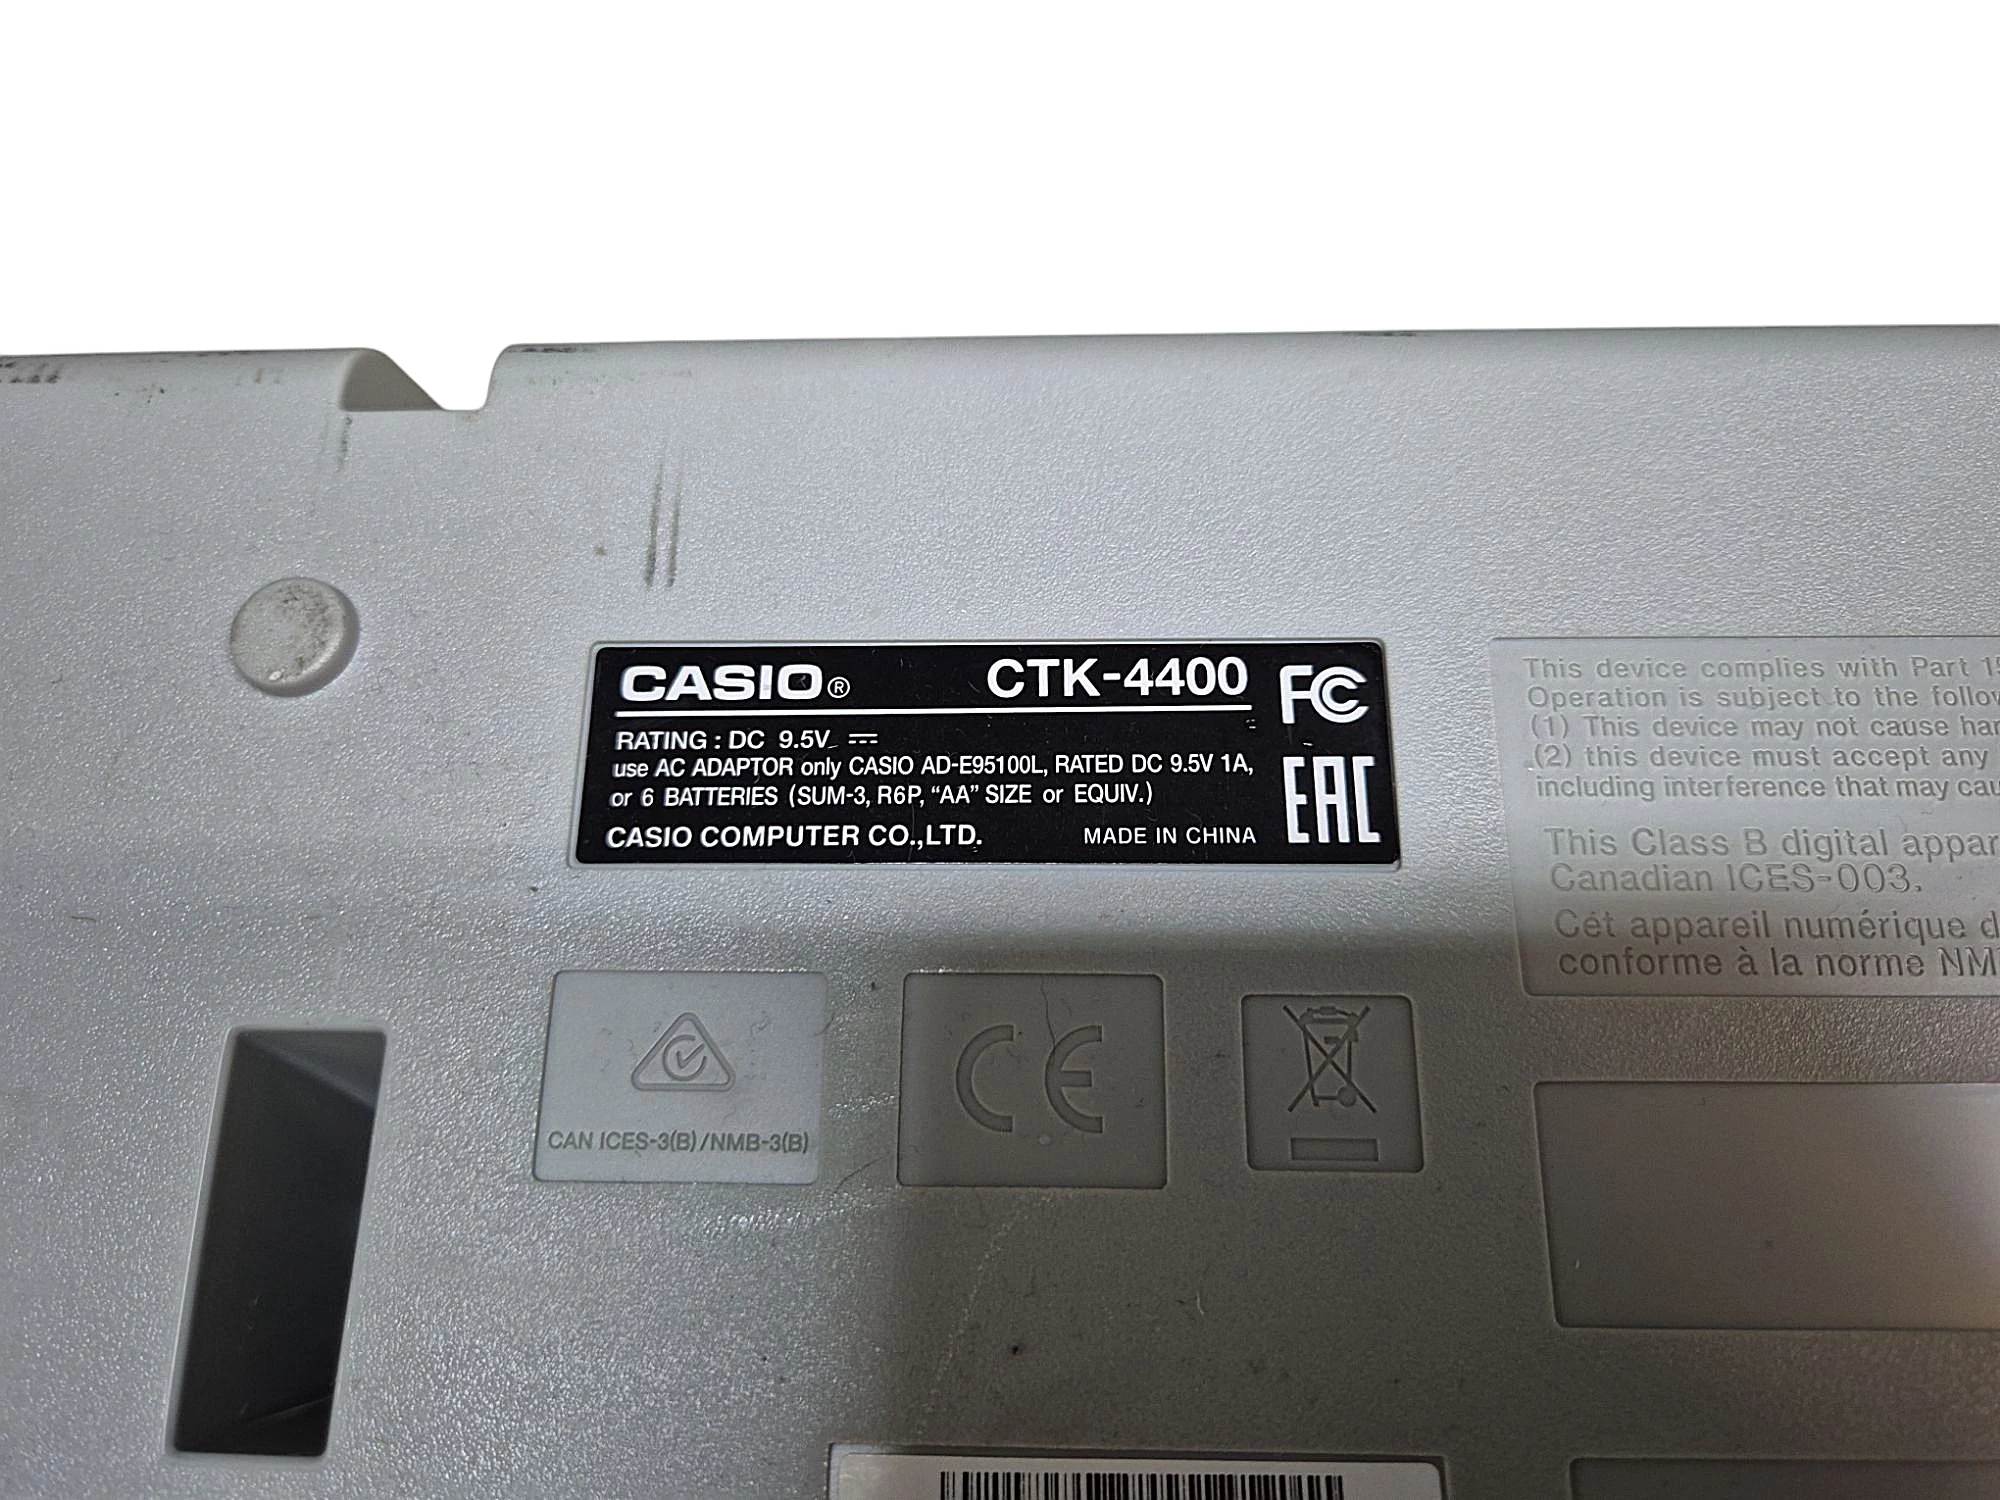 CASIO® CTK-4400 FC
RATING : DC 9.5V
use AC ADAPTOR only CASIO AD-E95100L, RATED DC 9.5V 1A,
or 6 BATTERIES (SUM-3, R6P, “AA” SIZE or EQUIV.)
CASIO COMPUTER CO.,LTD. MADE IN CHINA
EAC
This device complies with Part
Operation is subject to the
(1) This device may not cause
(2) this device must accept any
including interference that may
This Class B digital
Canadian ICES-003.
Cet appareil numérique
conforme à la norme
CAN ICES-3(B)/NMB-3(B)
CE